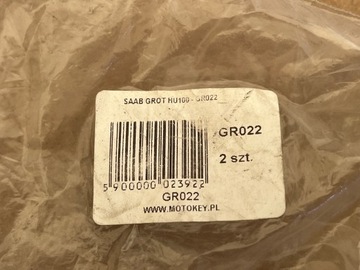 SAAB GROT HU100 - GR022
GR022
2 szt.
5 900000 023922
GR022
WWW.MOTOKEY.PL